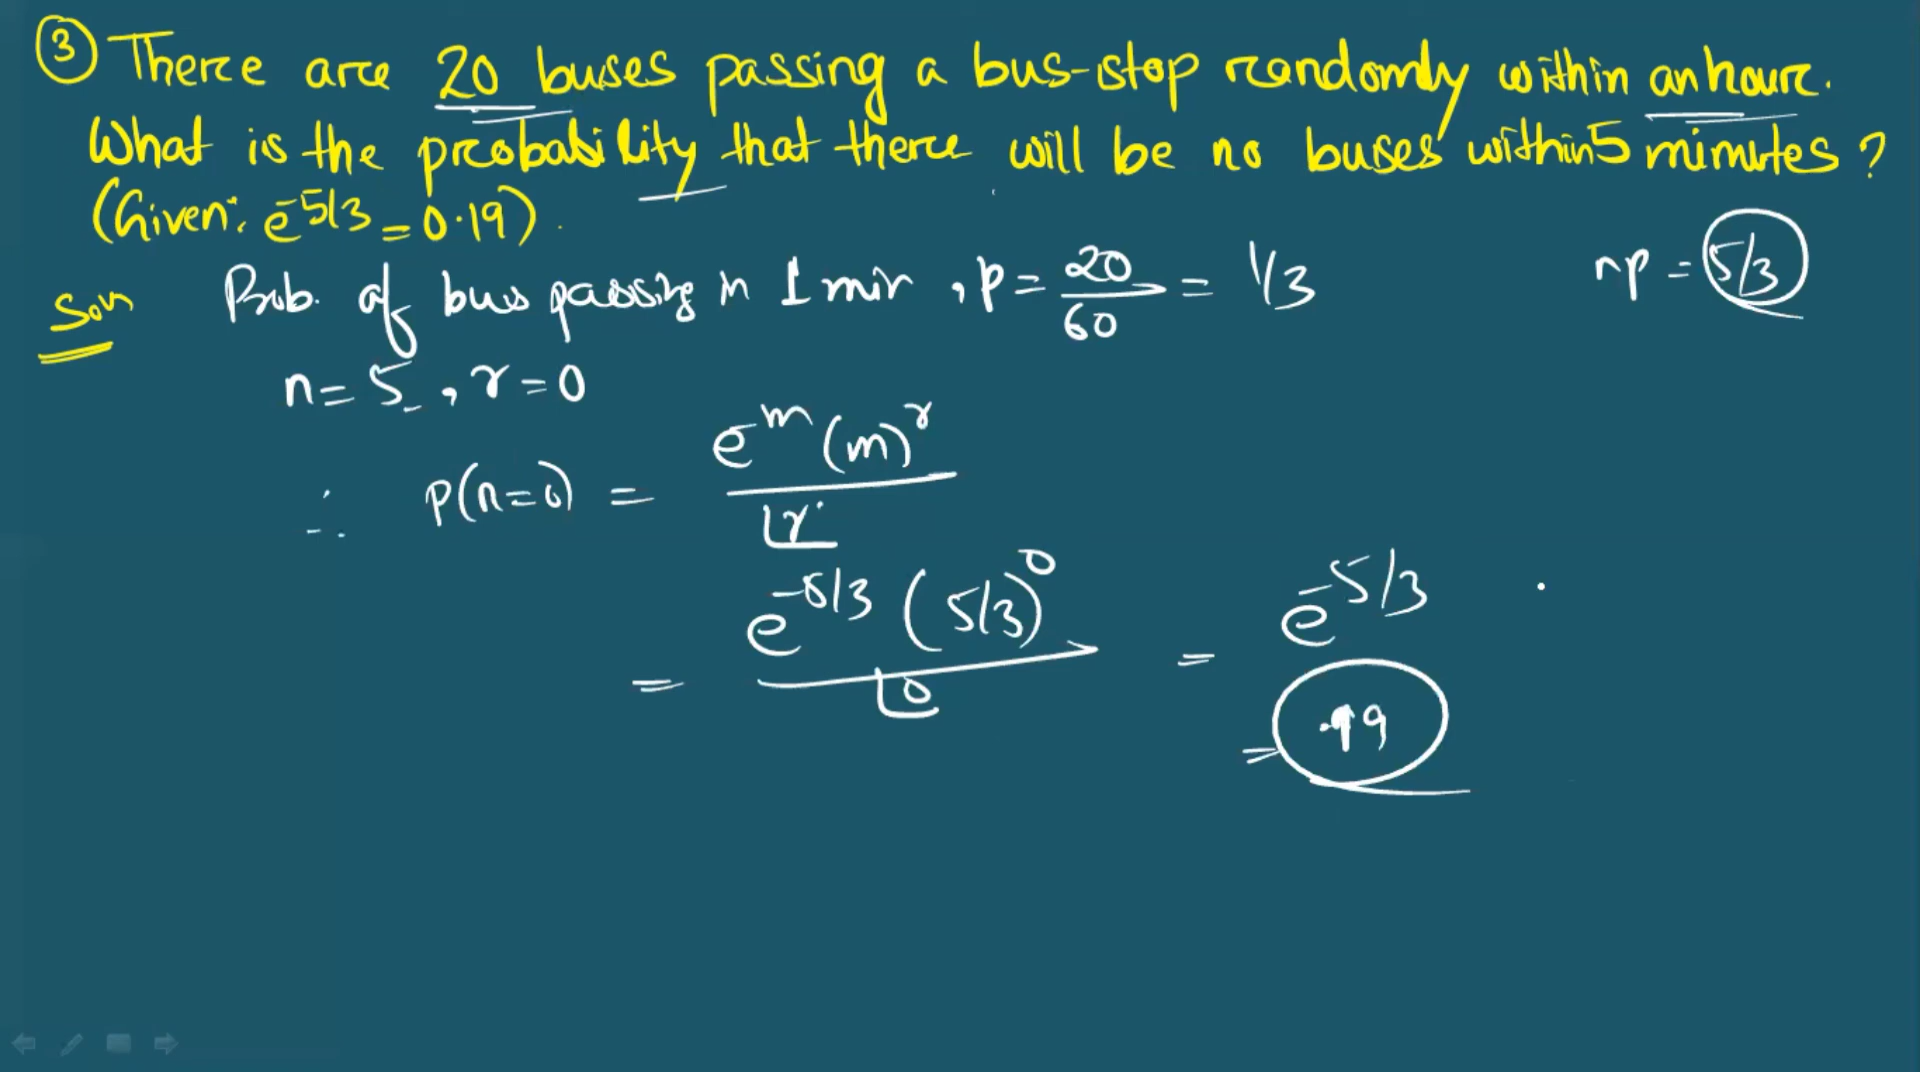 ③ There are 20 buses passing a bus-stop randomly within an hour.
What is the probability that there will be no buses within 5 minutes?
(Given: e^-5/3 = 0.19).
Soln Prob. of bus passing in 1 min, p = 20/60 = 1/3 np = 5/3
n = 5, r = 0
∴ P(n=0) = e^-m (m)^r / |r
= e^-5/3 (5/3)^0 / |0 = e^-5/3
= .19